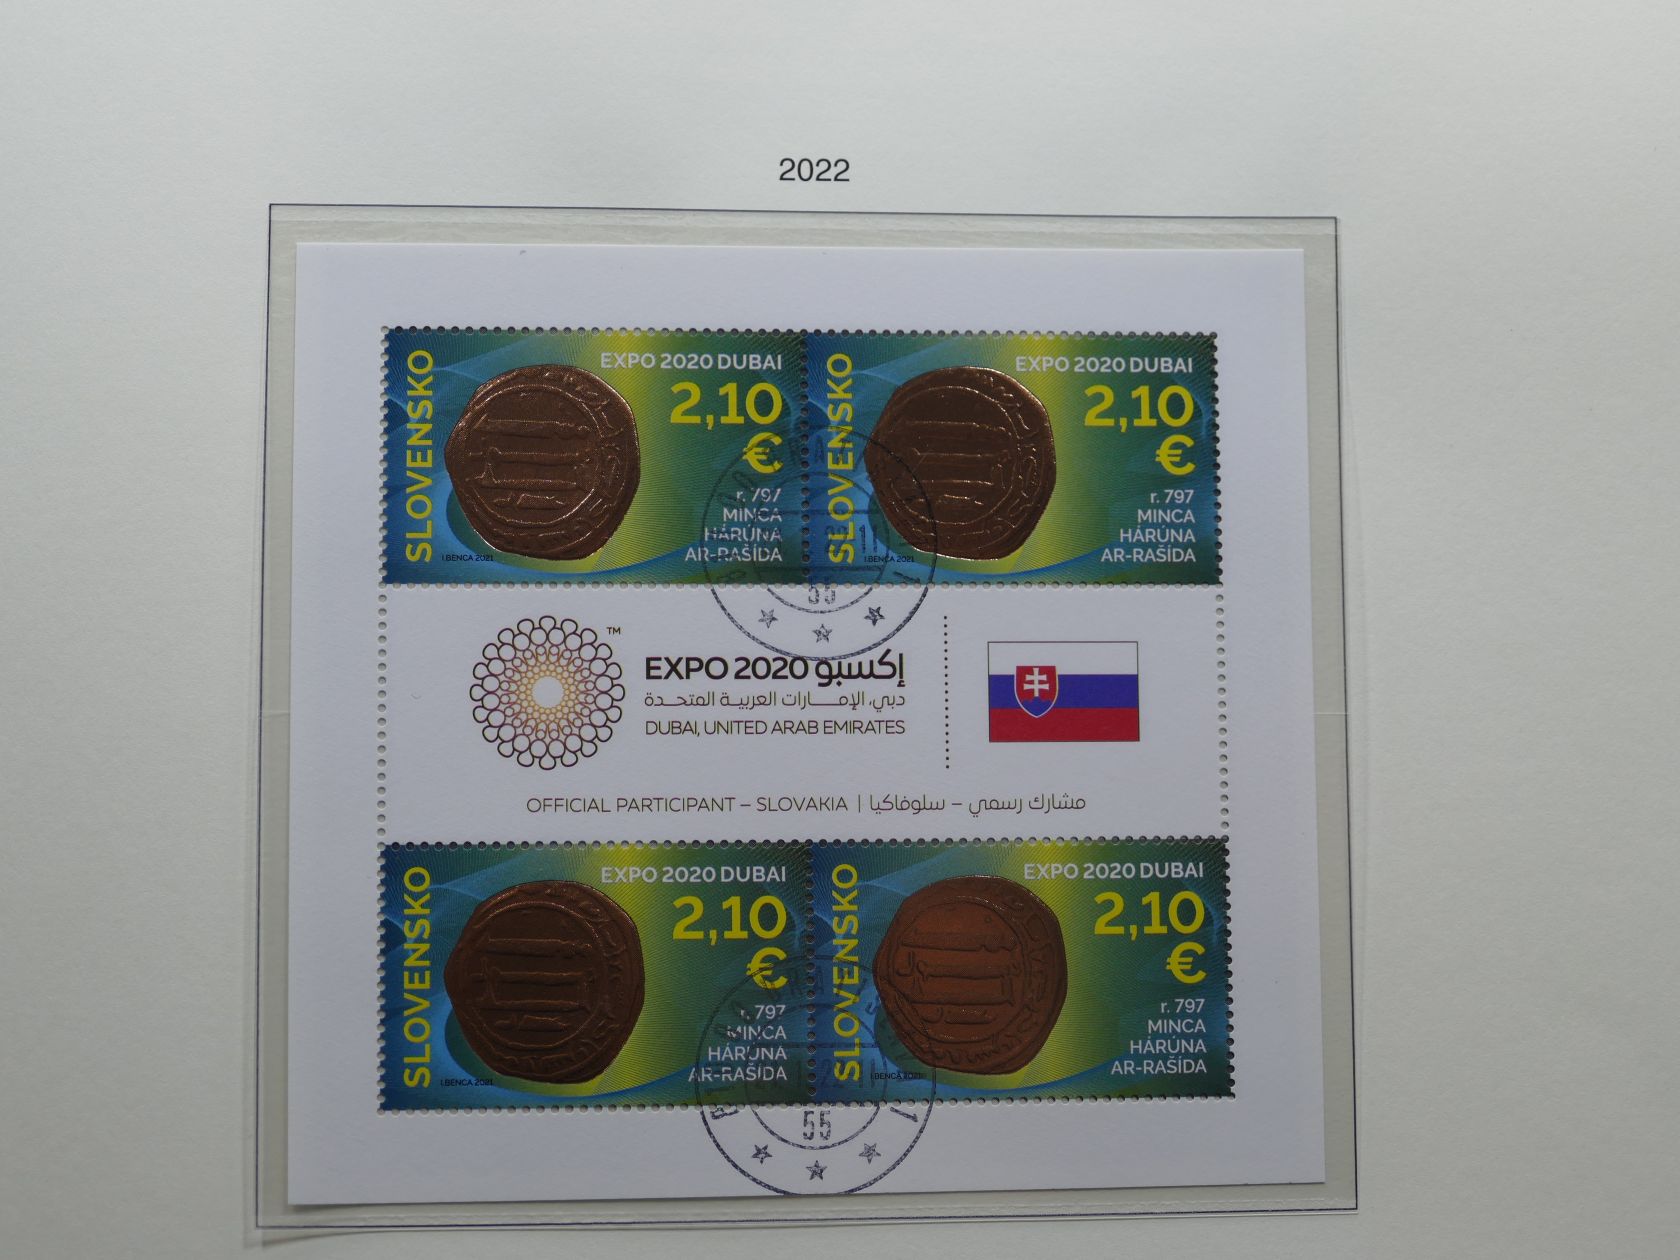 2022
SLOVENSKO
EXPO 2020 DUBAI
2,10
€
r. 797
MINCA
HÁRÚNA
AR-RAŠÍDA
I.BENCA 2021
SLOVENSKO
EXPO 2020 DUBAI
2,10
€
r. 797
MINCA
HÁRÚNA
AR-RAŠÍDA
I.BENCA 2021
55
TM
EXPO 2020 إكسبو
دبي، الإمارات العربية المتحدة
DUBAI, UNITED ARAB EMIRATES
OFFICIAL PARTICIPANT – SLOVAKIA | مشارك رسمي – سلوفاكيا
SLOVENSKO
EXPO 2020 DUBAI
2,10
€
r. 797
MINCA
HÁRÚNA
AR-RAŠÍDA
I.BENCA 2021
SLOVENSKO
EXPO 2020 DUBAI
2,10
€
r. 797
MINCA
HÁRÚNA
AR-RAŠÍDA
I.BENCA 2021
55